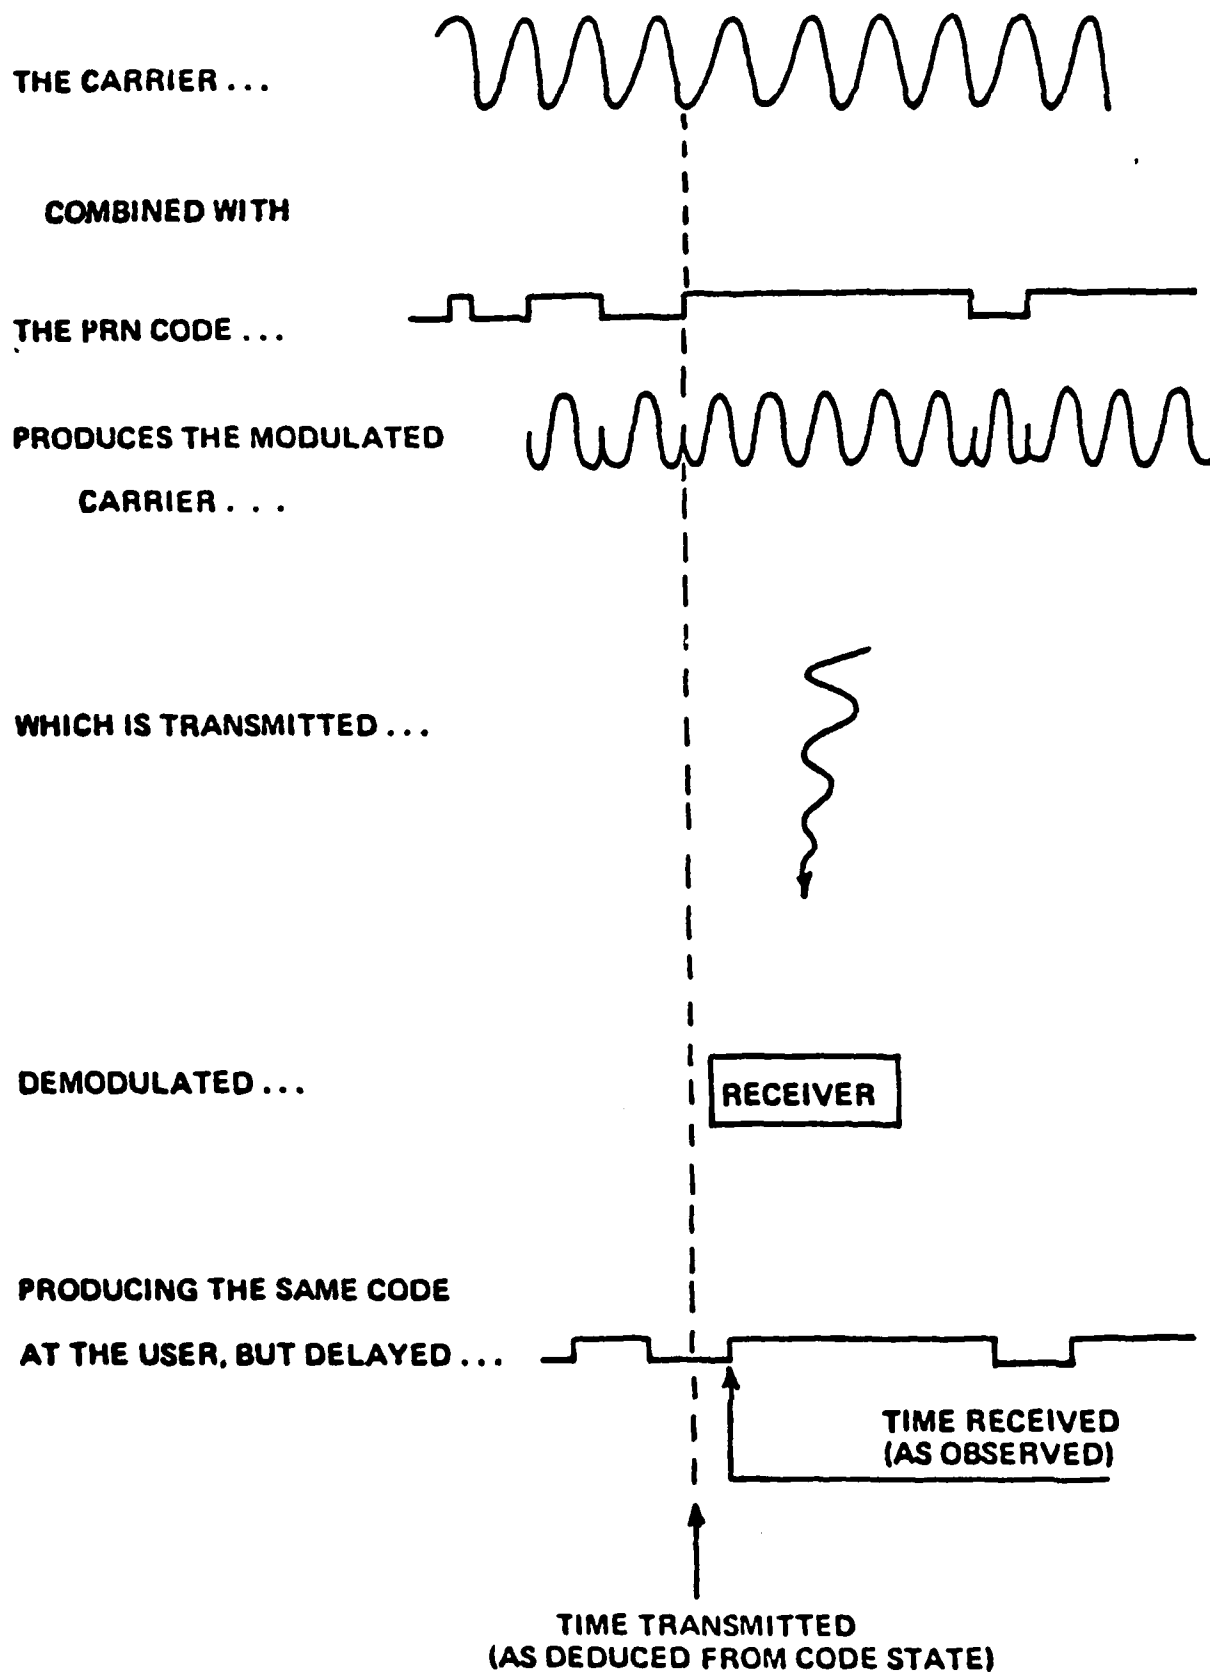 THE CARRIER . . .
COMBINED WITH
THE PRN CODE . . .
PRODUCES THE MODULATED
CARRIER . . .
WHICH IS TRANSMITTED . . .
DEMODULATED . . .
RECEIVER
PRODUCING THE SAME CODE
AT THE USER, BUT DELAYED . . .
TIME RECEIVED
(AS OBSERVED)
TIME TRANSMITTED
(AS DEDUCED FROM CODE STATE)